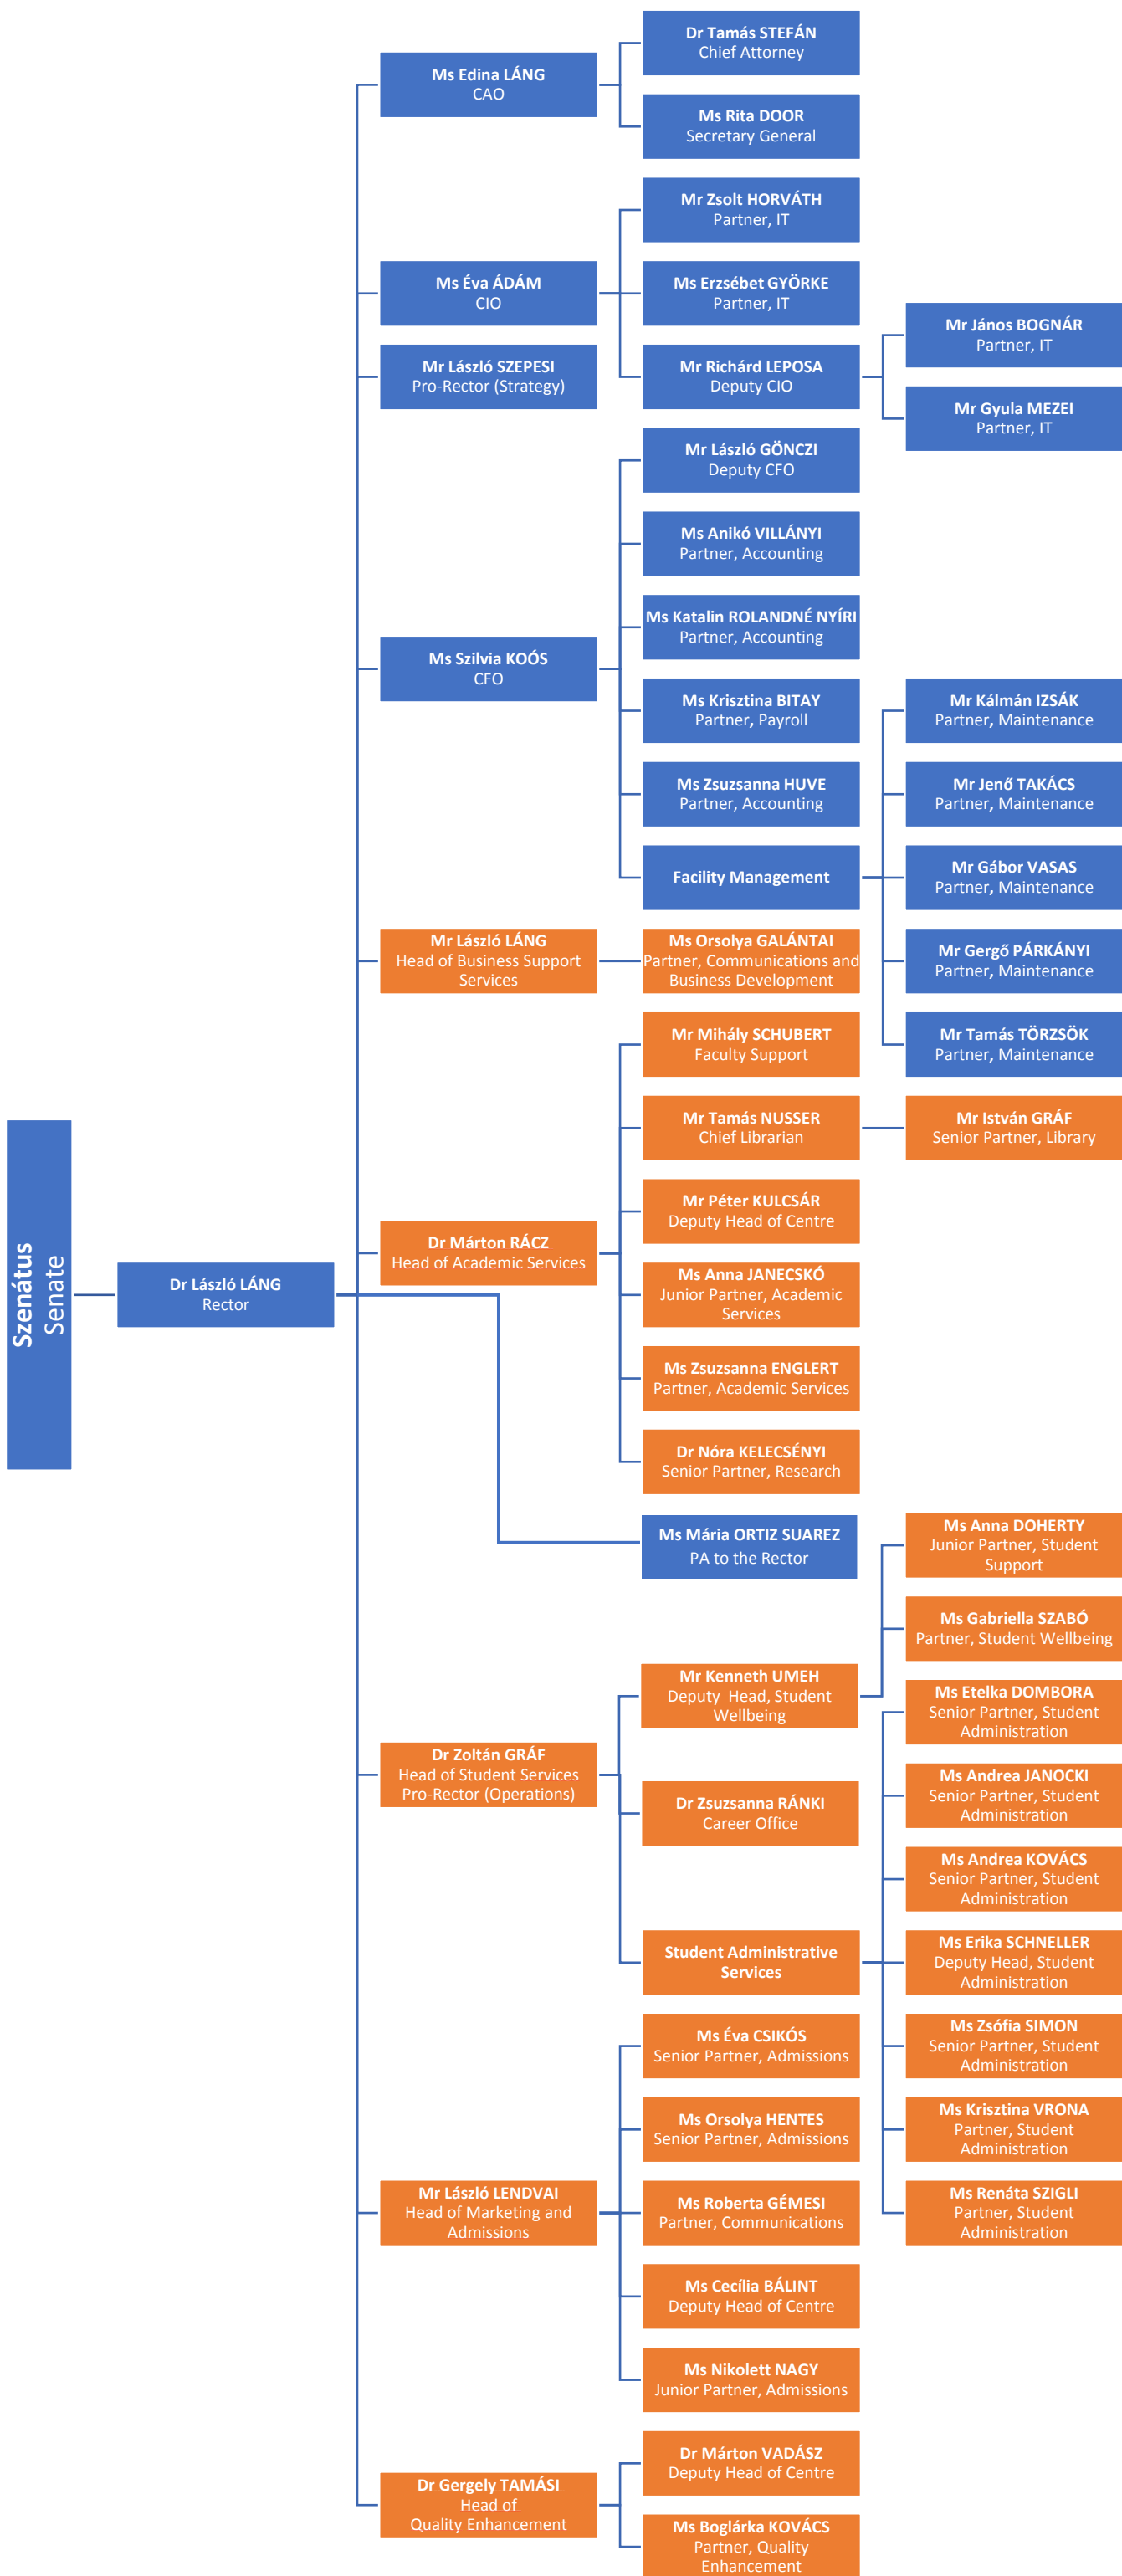 Szenátus
Senate
Dr László LÁNG
Rector
Ms Edina LÁNG
CAO
Dr Tamás STEFÁN
Chief Attorney
Ms Rita DOOR
Secretary General
Ms Éva ÁDÁM
CIO
Mr Zsolt HORVÁTH
Partner, IT
Ms Erzsébet GYÖRKE
Partner, IT
Mr Richárd LEPOSA
Deputy CIO
Mr János BOGNÁR
Partner, IT
Mr Gyula MEZEI
Partner, IT
Mr László SZEPESI
Pro-Rector (Strategy)
Ms Szilvia KOÓS
CFO
Mr László GÖNCZI
Deputy CFO
Ms Anikó VILLÁNYI
Partner, Accounting
Ms Katalin ROLANDNÉ NYÍRI
Partner, Accounting
Ms Krisztina BITAY
Partner, Payroll
Ms Zsuzsanna HUVE
Partner, Accounting
Facility Management
Mr Kálmán IZSÁK
Partner, Maintenance
Mr Jenő TAKÁCS
Partner, Maintenance
Mr Gábor VASAS
Partner, Maintenance
Mr Gergő PÁRKÁNYI
Partner, Maintenance
Mr Tamás TÖRZSÖK
Partner, Maintenance
Mr László LÁNG
Head of Business Support
Services
Ms Orsolya GALÁNTAI
Partner, Communications and
Business Development
Dr Márton RÁCZ
Head of Academic Services
Mr Mihály SCHUBERT
Faculty Support
Mr Tamás NUSSER
Chief Librarian
Mr István GRÁF
Senior Partner, Library
Mr Péter KULCSÁR
Deputy Head of Centre
Ms Anna JANECSKÓ
Junior Partner, Academic
Services
Ms Zsuzsanna ENGLERT
Partner, Academic Services
Dr Nóra KELECSÉNYI
Senior Partner, Research
Ms Mária ORTIZ SUAREZ
PA to the Rector
Dr Zoltán GRÁF
Head of Student Services
Pro-Rector (Operations)
Mr Kenneth UMEH
Deputy Head, Student
Wellbeing
Ms Anna DOHERTY
Junior Partner, Student
Support
Ms Gabriella SZABÓ
Partner, Student Wellbeing
Dr Zsuzsanna RÁNKI
Career Office
Student Administrative
Services
Ms Etelka DOMBORA
Senior Partner, Student
Administration
Ms Andrea JANOCKI
Senior Partner, Student
Administration
Ms Andrea KOVÁCS
Senior Partner, Student
Administration
Ms Erika SCHNELLER
Deputy Head, Student
Administration
Ms Zsófia SIMON
Senior Partner, Student
Administration
Ms Krisztina VRONA
Partner, Student
Administration
Ms Renáta SZIGLI
Partner, Student
Administration
Mr László LENDVAI
Head of Marketing and
Admissions
Ms Éva CSIKÓS
Senior Partner, Admissions
Ms Orsolya HENTES
Senior Partner, Admissions
Ms Roberta GÉMESI
Partner, Communications
Ms Cecília BÁLINT
Deputy Head of Centre
Ms Nikolett NAGY
Junior Partner, Admissions
Dr Gergely TAMÁSI
Head of
Quality Enhancement
Dr Márton VADÁSZ
Deputy Head of Centre
Ms Boglárka KOVÁCS
Partner, Quality
Enhancement